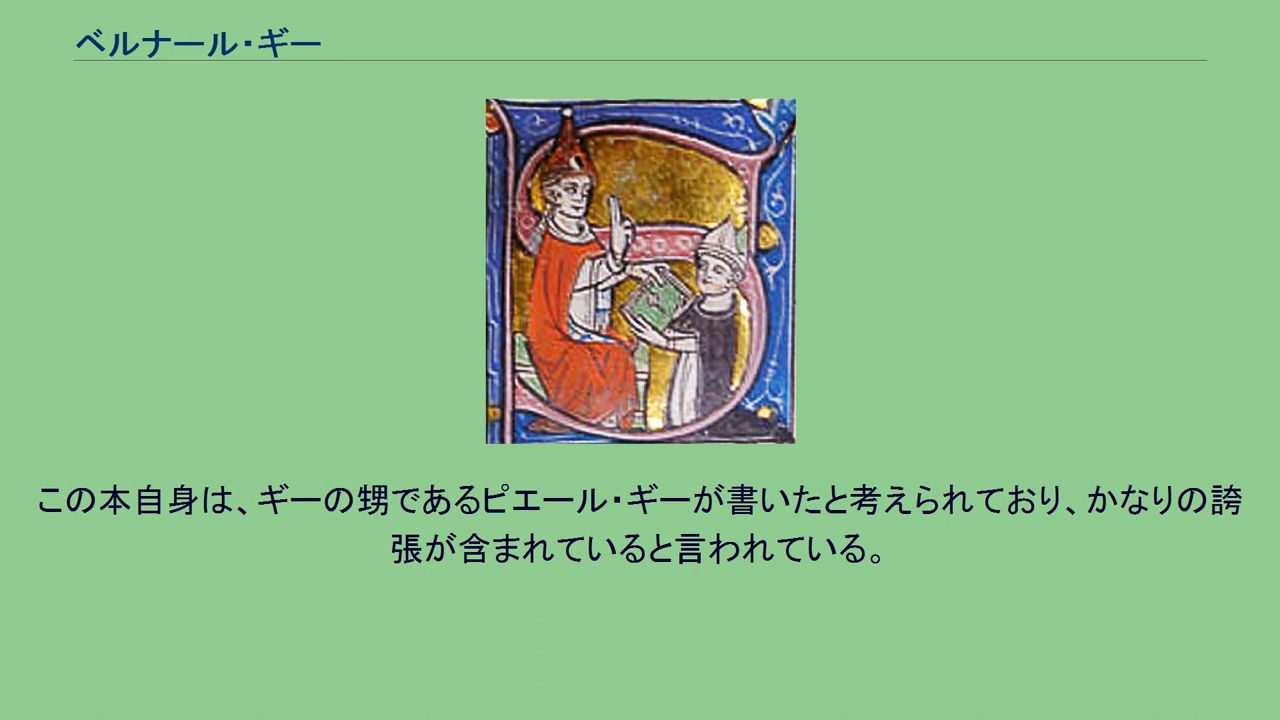 ベルナール・ギー
この本自身は、ギーの甥であるピエール・ギーが書いたと考えられており、かなりの誇
張が含まれていると言われている。